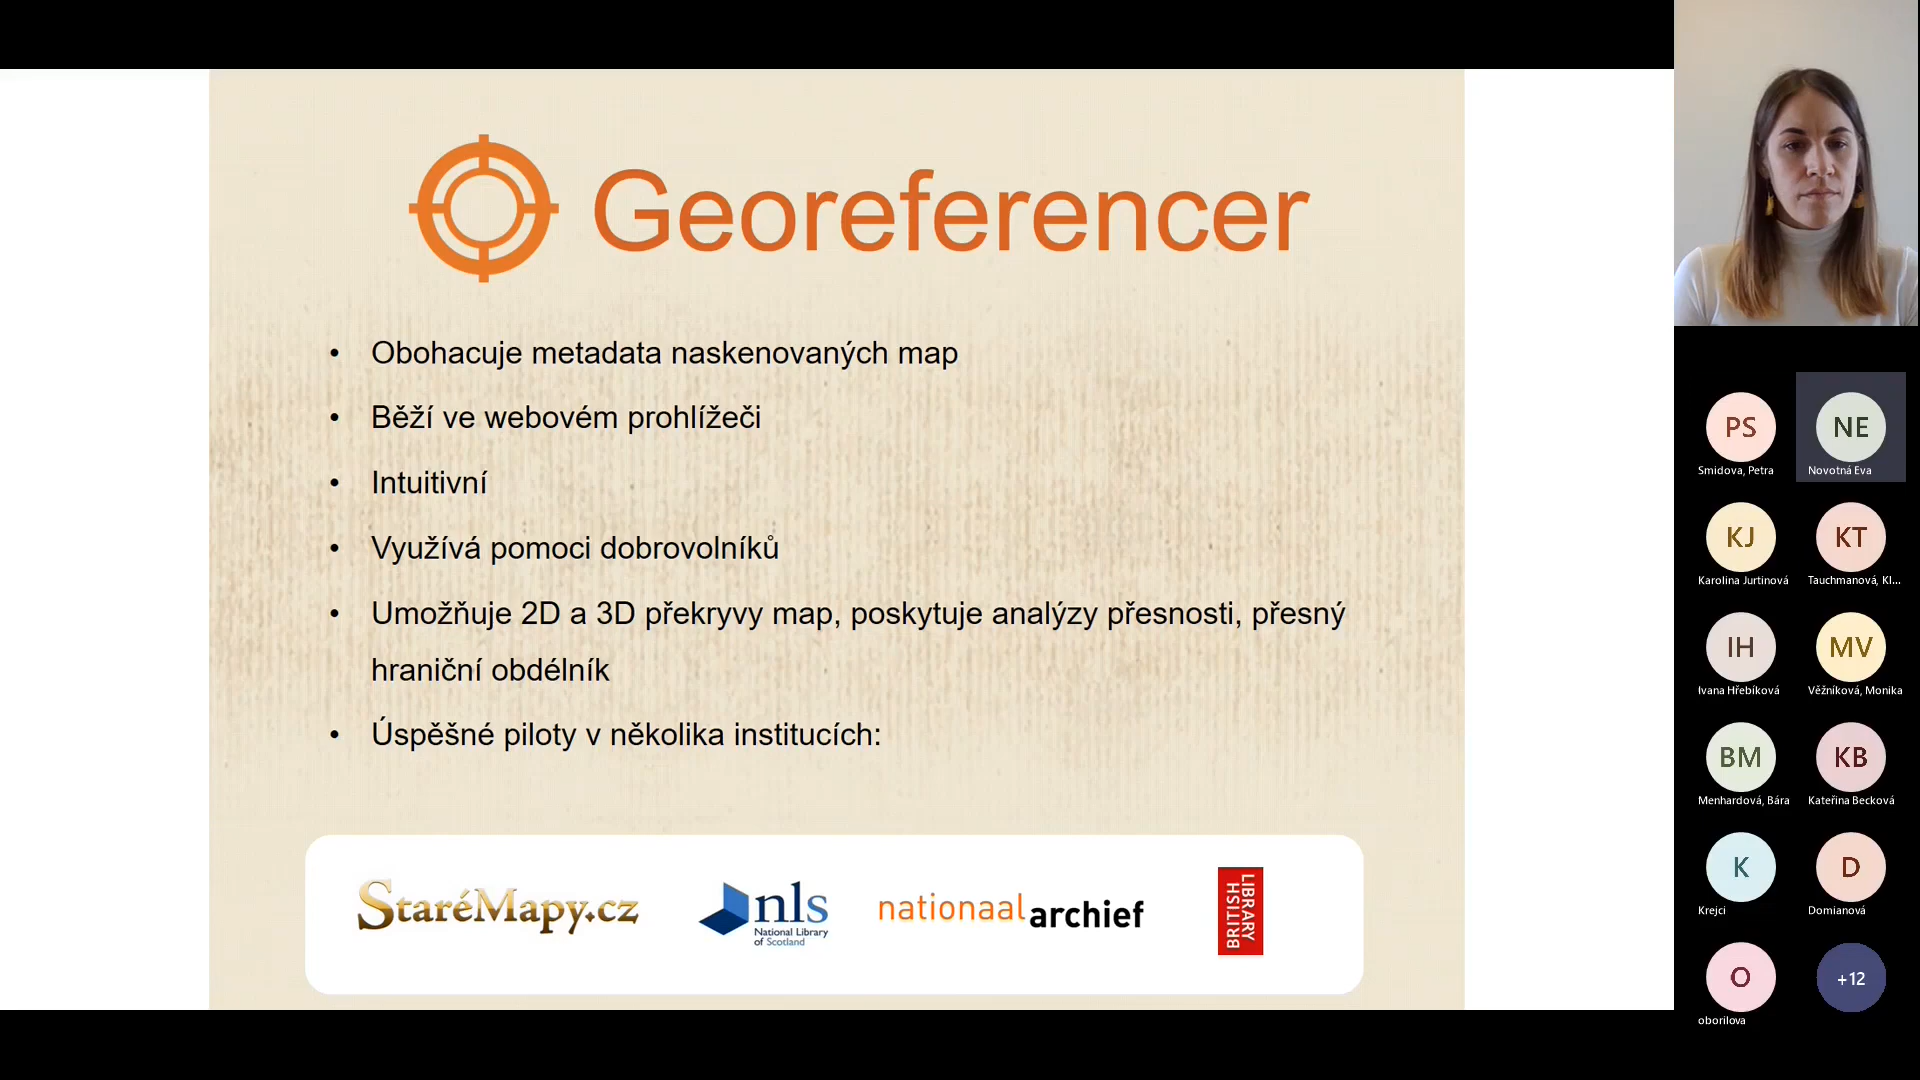 Georeferencer
• Obohacuje metadata naskenovaných map
• Běží ve webovém prohlížeči
• Intuitivní
• Využívá pomoci dobrovolníků
• Umožňuje 2D a 3D překryvy map, poskytuje analýzy přesnosti, přesný
hraniční obdélník
• Úspěšné piloty v několika institucích:
StaréMapy.cz
nls
National Library
of Scotland
nationaal archief
BRITISH
LIBRARY
PS
Smidova, Petra
NE
Novotná Eva
KJ
Karolina Jurtinová
KT
Tauchmanová, Kl...
IH
Ivana Hřebíková
MV
Věžníková, Monika
BM
Menhardová, Bára
KB
Kateřina Becková
K
Krejci
D
Domianová
O
oborilova
+12